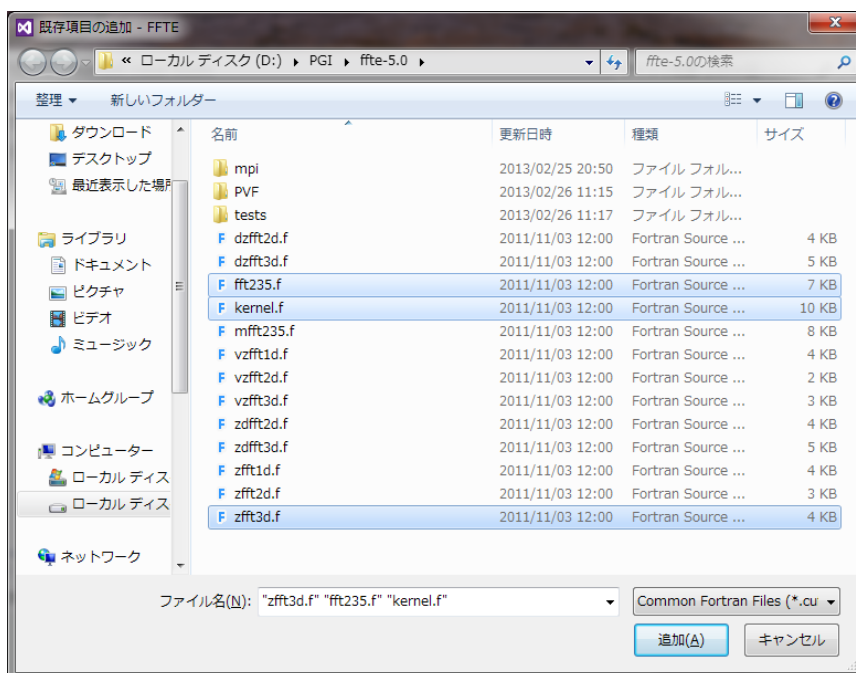 既存項目の追加 - FFTE
« ローカル ディスク (D:) ▸ PGI ▸ ffte-5.0 ▸
ffte-5.0の検索
整理 ▼ 新しいフォルダー
ダウンロード
デスクトップ
最近表示した場所
ライブラリ
ドキュメント
ピクチャ
ビデオ
ミュージック
ホームグループ
コンピューター
ローカル ディス
ローカル ディス
ネットワーク
名前 更新日時 種類 サイズ
mpi 2013/02/25 20:50 ファイル フォル...
PVF 2013/02/26 11:15 ファイル フォル...
tests 2013/02/26 11:17 ファイル フォル...
dzfft2d.f 2011/11/03 12:00 Fortran Source ... 4 KB
dzfft3d.f 2011/11/03 12:00 Fortran Source ... 5 KB
fft235.f 2011/11/03 12:00 Fortran Source ... 7 KB
kernel.f 2011/11/03 12:00 Fortran Source ... 10 KB
mfft235.f 2011/11/03 12:00 Fortran Source ... 8 KB
vzfft1d.f 2011/11/03 12:00 Fortran Source ... 4 KB
vzfft2d.f 2011/11/03 12:00 Fortran Source ... 2 KB
vzfft3d.f 2011/11/03 12:00 Fortran Source ... 3 KB
zdfft2d.f 2011/11/03 12:00 Fortran Source ... 4 KB
zdfft3d.f 2011/11/03 12:00 Fortran Source ... 5 KB
zfft1d.f 2011/11/03 12:00 Fortran Source ... 4 KB
zfft2d.f 2011/11/03 12:00 Fortran Source ... 3 KB
zfft3d.f 2011/11/03 12:00 Fortran Source ... 4 KB
ファイル名(N): "zfft3d.f" "fft235.f" "kernel.f"
Common Fortran Files (*.cu
追加(A) キャンセル